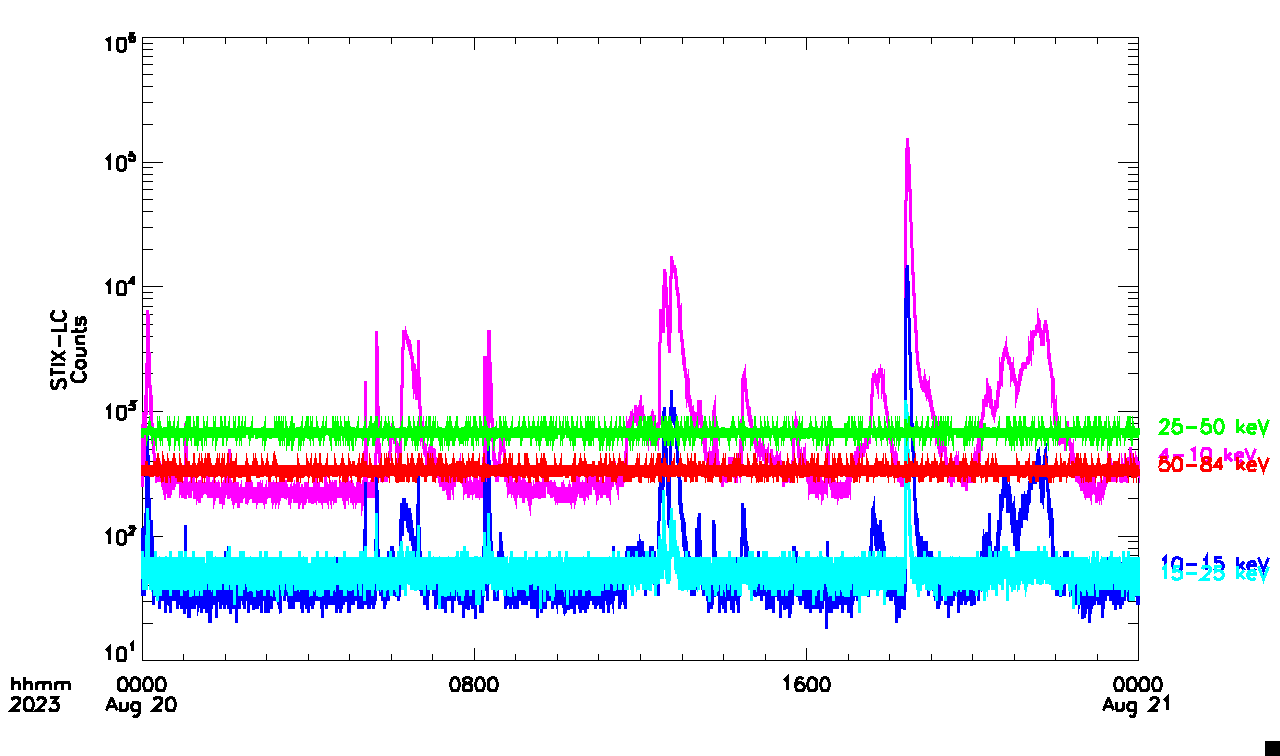 10⁶
10⁵
10⁴
10³
10²
10¹
STIX-LC
Counts
25-50 keV
4-10 keV
50-84 keV
10-15 keV
15-25 keV
hhmm 0000 0800 1600 0000
2023 Aug 20 Aug 21